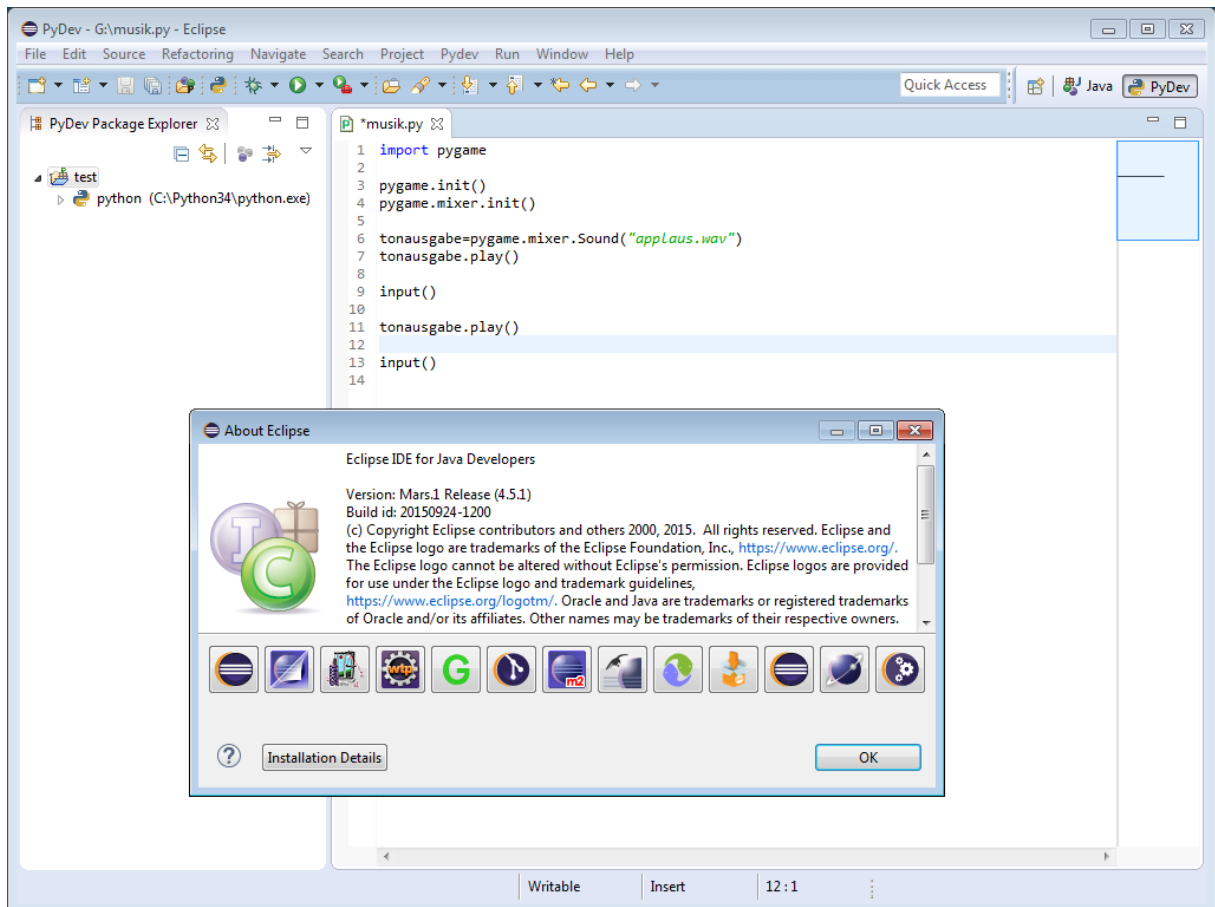 PyDev - G:\musik.py - Eclipse
File Edit Source Refactoring Navigate Search Project Pydev Run Window Help
Quick Access Java PyDev
PyDev Package Explorer
*musik.py
test
python (C:\Python34\python.exe)
1 import pygame
2
3 pygame.init()
4 pygame.mixer.init()
5
6 tonausgabe=pygame.mixer.Sound("applaus.wav")
7 tonausgabe.play()
8
9 input()
10
11 tonausgabe.play()
12
13 input()
14
About Eclipse
Eclipse IDE for Java Developers
Version: Mars.1 Release (4.5.1)
Build id: 20150924-1200
(c) Copyright Eclipse contributors and others 2000, 2015. All rights reserved. Eclipse and
the Eclipse logo are trademarks of the Eclipse Foundation, Inc., https://www.eclipse.org/.
The Eclipse logo cannot be altered without Eclipse's permission. Eclipse logos are provided
for use under the Eclipse logo and trademark guidelines,
https://www.eclipse.org/logotm/. Oracle and Java are trademarks or registered trademarks
of Oracle and/or its affiliates. Other names may be trademarks of their respective owners.
I
C
wtp
G
m2
?
Installation Details
OK
Writable Insert 12 : 1